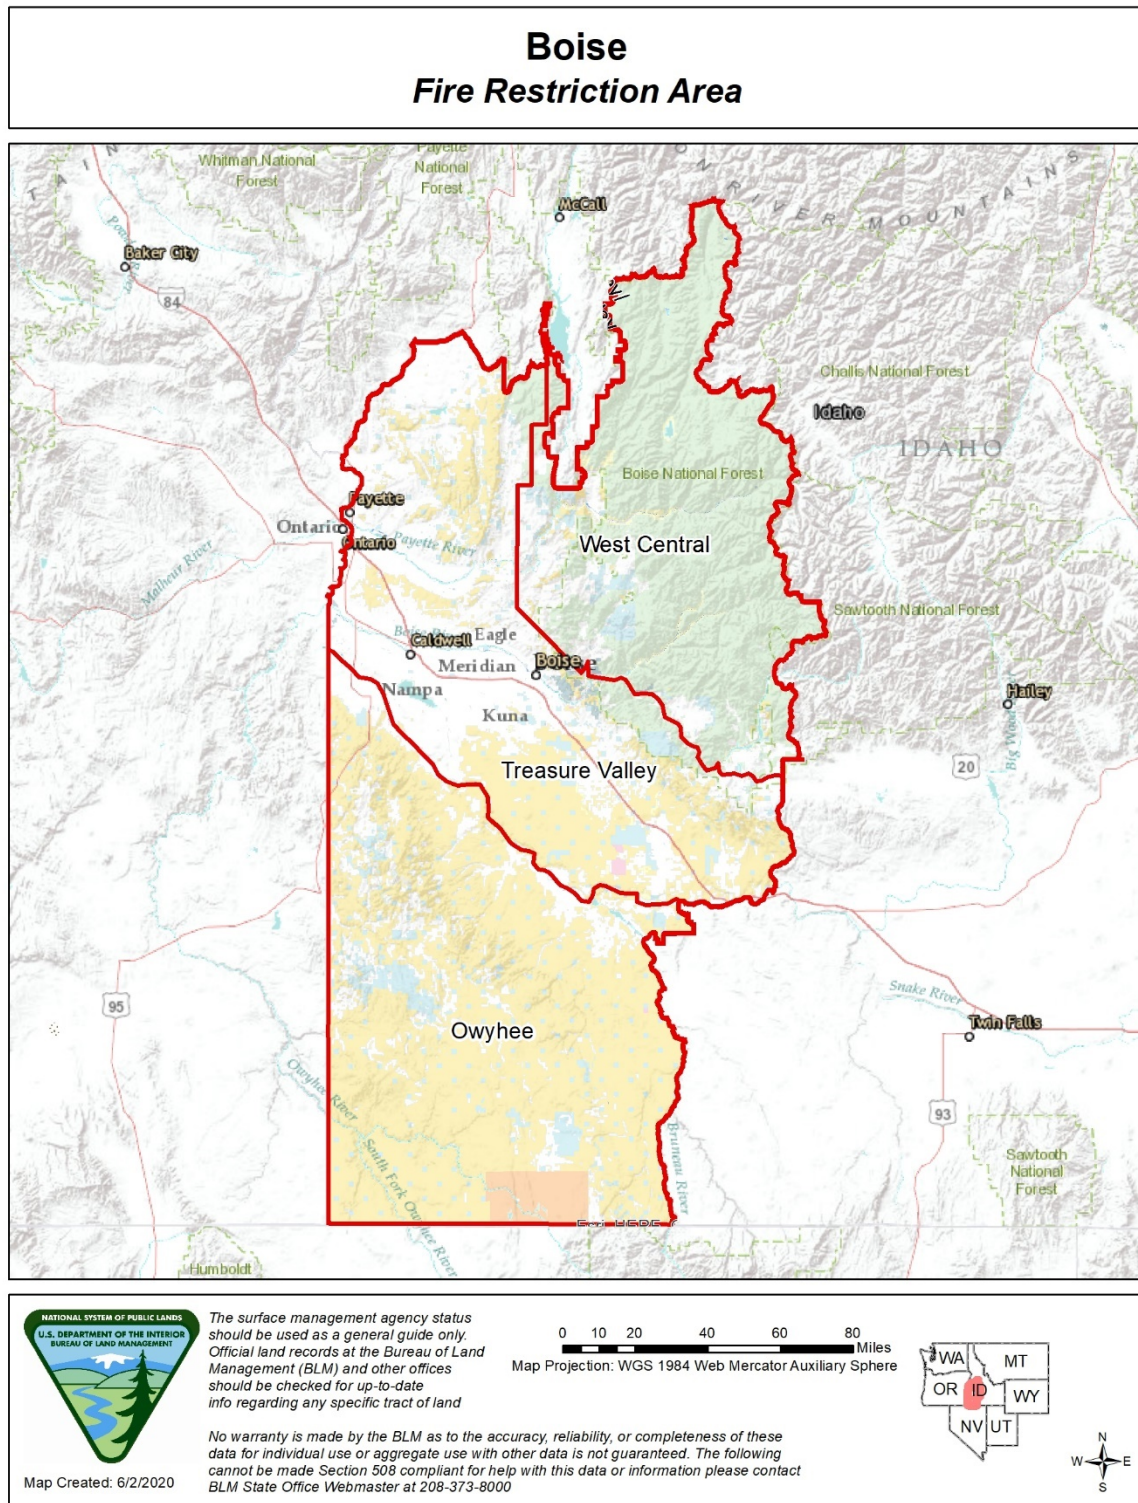 Boise
Fire Restriction Area
Whitman National
Forest
Payette
National
Forest
McCall
ON RIVER MOUNTAINS
TAIN
Baker City
84
Challis National Forest
Idaho
IDAHO
Boise National Forest
Payette
Ontario
Ontario
Payette River
West Central
Malheur River
Sawtooth National Forest
Eagle
Caldwell
Meridian
Boise
Nampa
Hailey
Kuna
Big Wood
20
Treasure Valley
Snake River
95
Twin Falls
Owyhee
Owyhee River
93
Bruneau River
South Fork Owyhee River
Sawtooth
National
Forest
Humboldt
NATIONAL SYSTEM OF PUBLIC LANDS
U.S. DEPARTMENT OF THE INTERIOR
BUREAU OF LAND MANAGEMENT
Map Created: 6/2/2020
The surface management agency status
should be used as a general guide only.
Official land records at the Bureau of Land
Management (BLM) and other offices
should be checked for up-to-date
info regarding any specific tract of land
No warranty is made by the BLM as to the accuracy, reliability, or completeness of these
data for individual use or aggregate use with other data is not guaranteed. The following
cannot be made Section 508 compliant for help with this data or information please contact
BLM State Office Webmaster at 208-373-8000
0 10 20 40 60 80
Miles
Map Projection: WGS 1984 Web Mercator Auxiliary Sphere
WA MT
OR ID WY
NV UT
N
W E
S